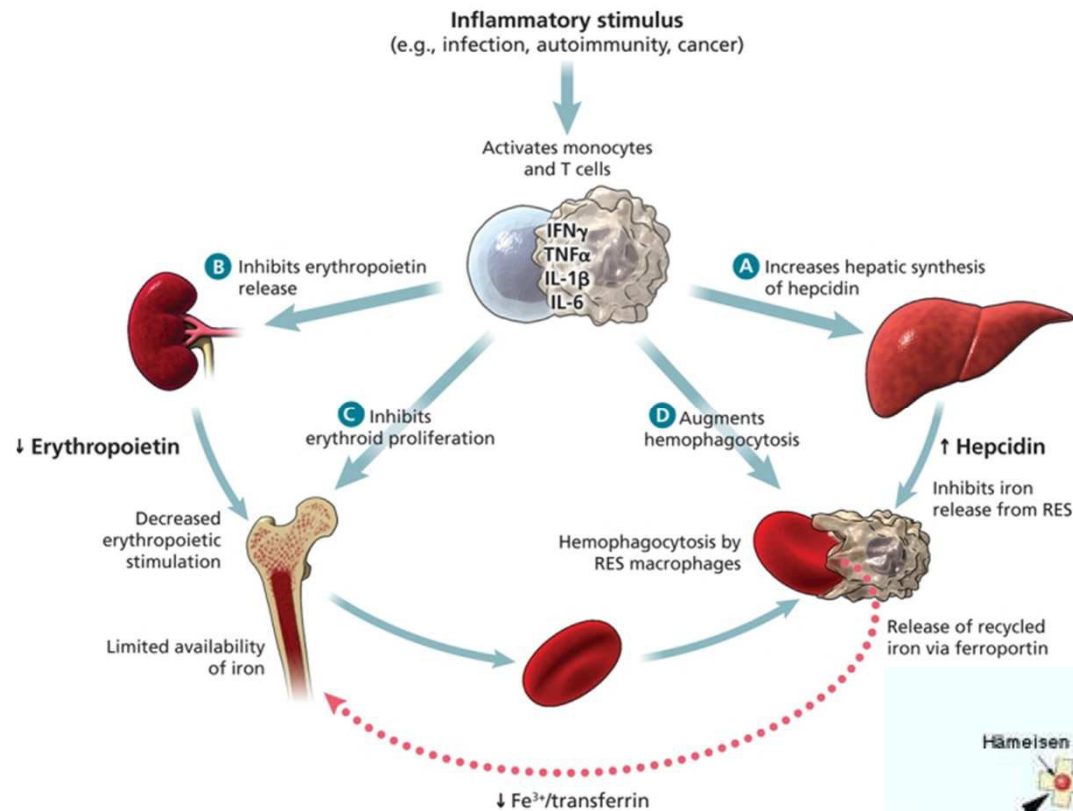 Inflammatory stimulus
(e.g., infection, autoimmunity, cancer)
Activates monocytes
and T cells
IFNγ
TNFα
IL-1β
IL-6
B Inhibits erythropoietin
release
A Increases hepatic synthesis
of hepcidin
C Inhibits
erythroid proliferation
D Augments
hemophagocytosis
↓ Erythropoietin
↑ Hepcidin
Inhibits iron
release from RES
Decreased
erythropoietic
stimulation
Hemophagocytosis by
RES macrophages
Limited availability
of iron
Release of recycled
iron via ferroportin
Hämeisen
↓ Fe³⁺/transferrin